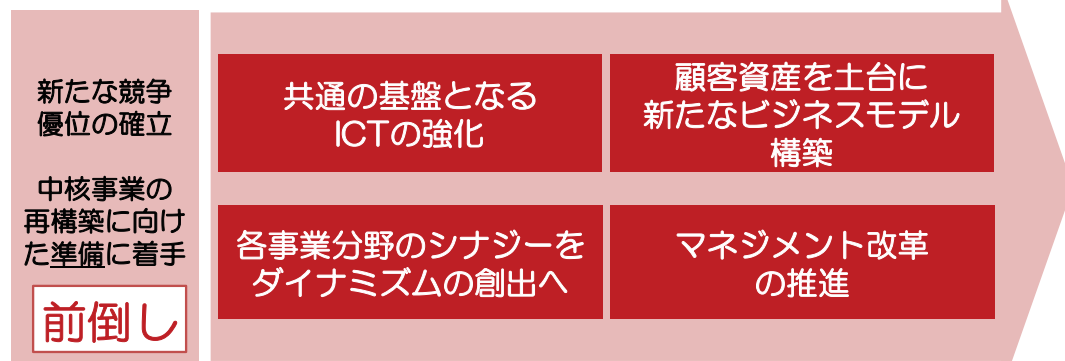 新たな競争
優位の確立
中核事業の
再構築に向け
た準備に着手
前倒し
共通の基盤となる
ICTの強化
顧客資産を土台に
新たなビジネスモデル
構築
各事業分野のシナジーを
ダイナミズムの創出へ
マネジメント改革
の推進